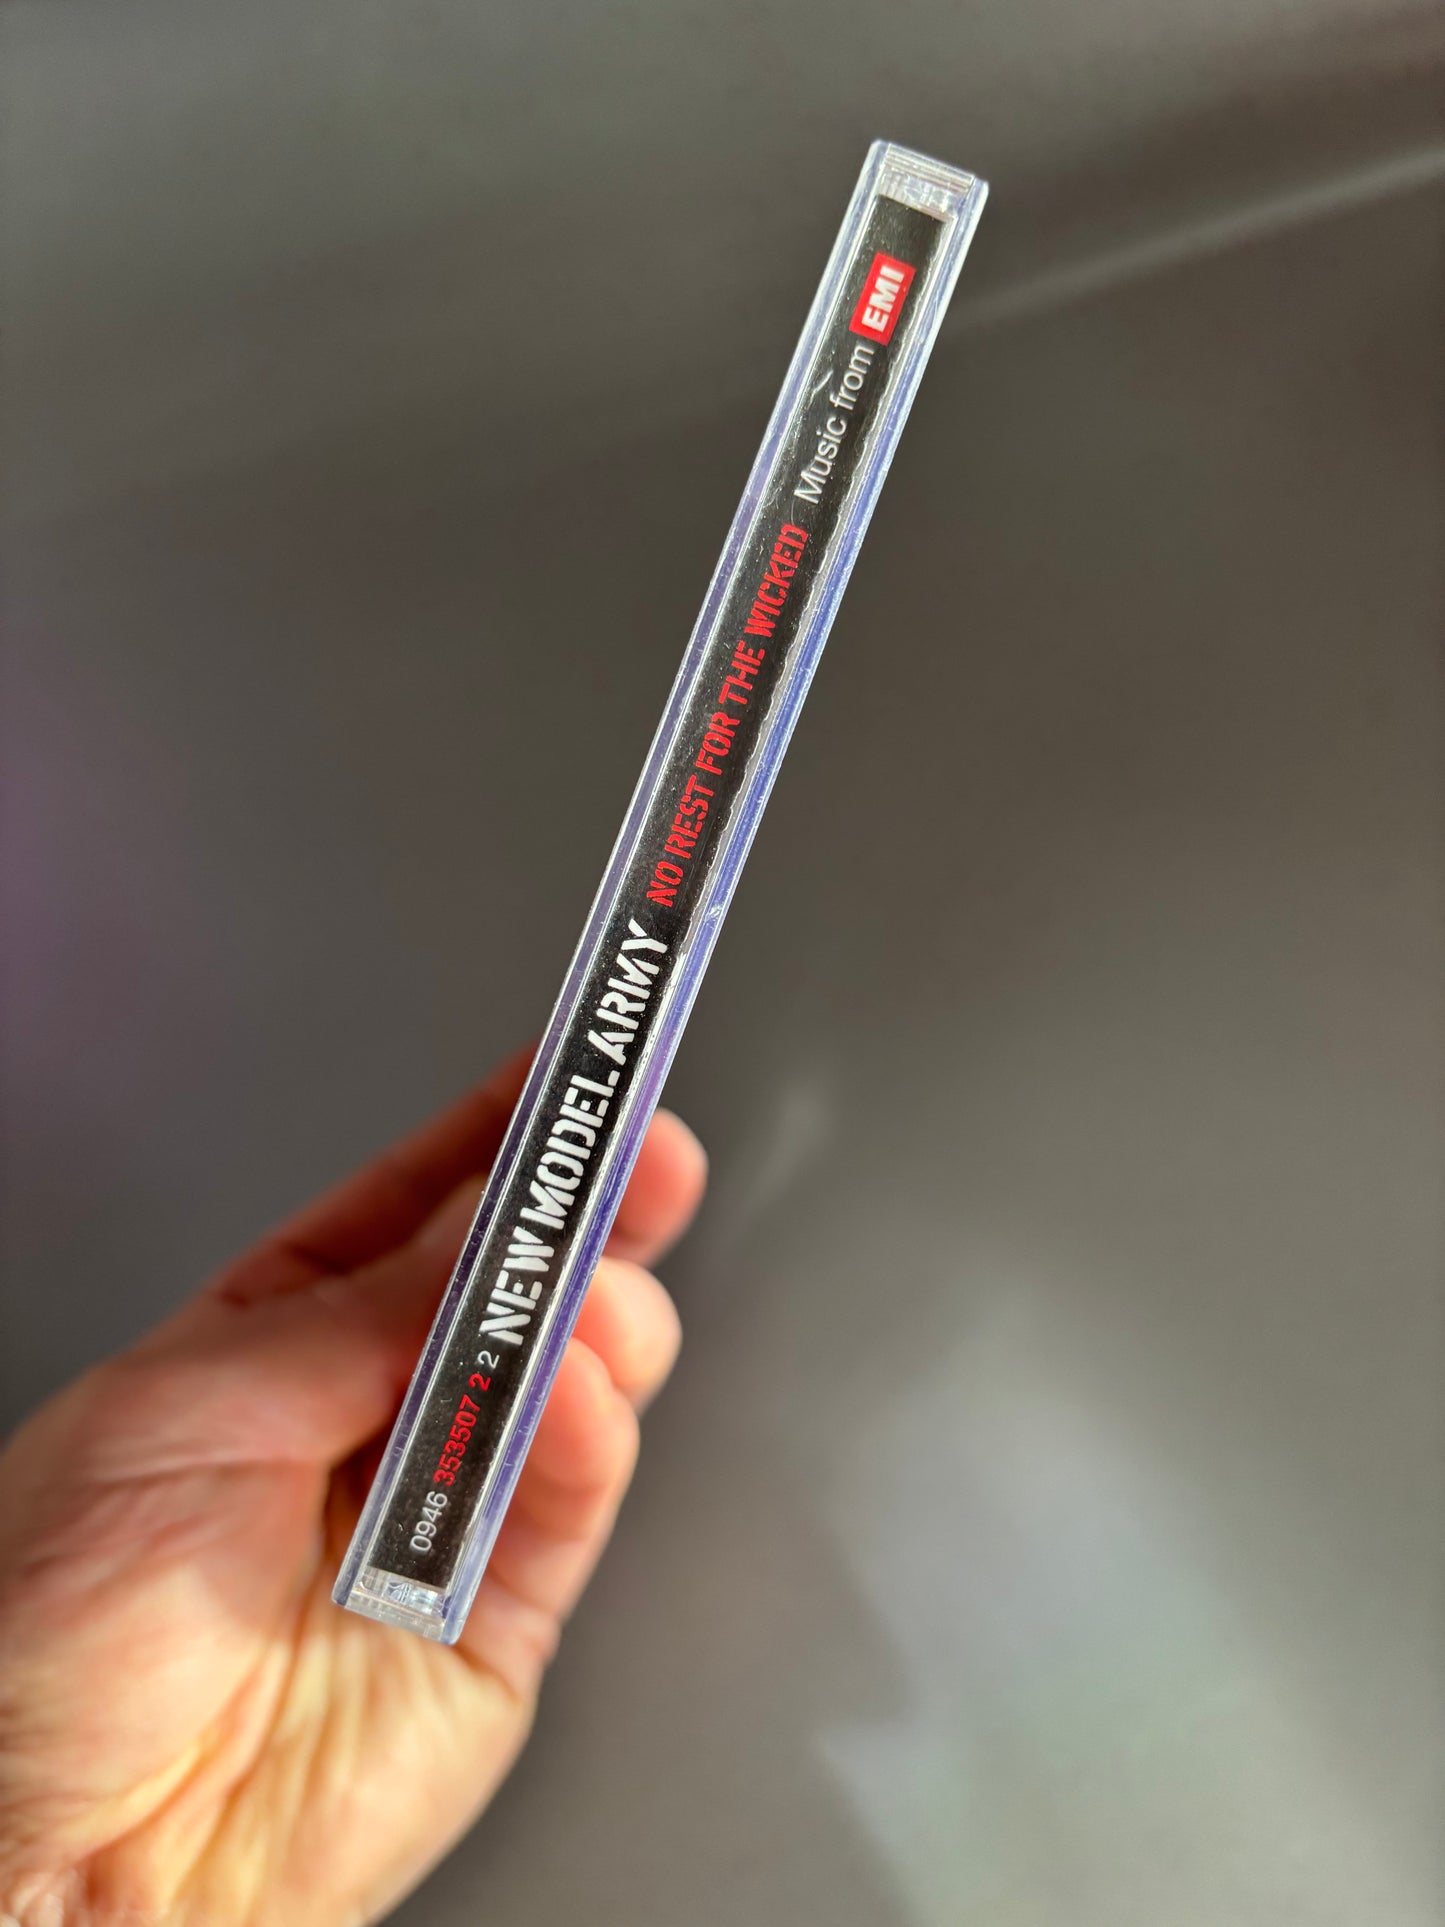 0946 353507 2 2 NEW MODEL ARMY NO REST FOR THE WICKED Music from EMI